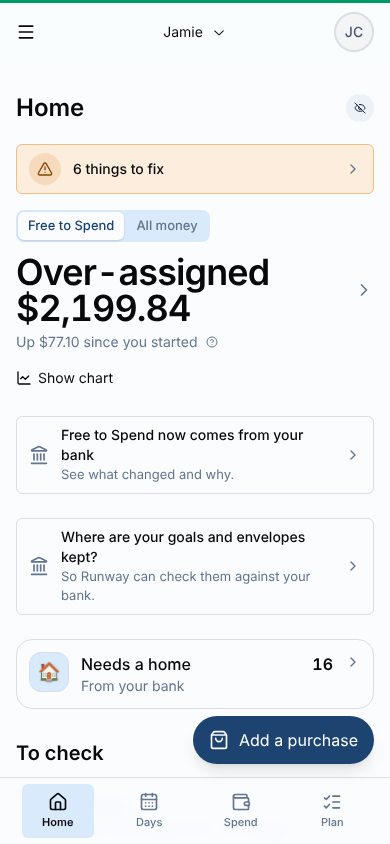 Jamie
JC
Home
6 things to fix
Free to Spend
All money
Over-assigned
$2,199.84
Up $77.10 since you started
Show chart
Free to Spend now comes from your
bank
See what changed and why.
Where are your goals and envelopes
kept?
So Runway can check them against your
bank.
Needs a home
16
From your bank
Add a purchase
To check
Home
Days
Spend
Plan